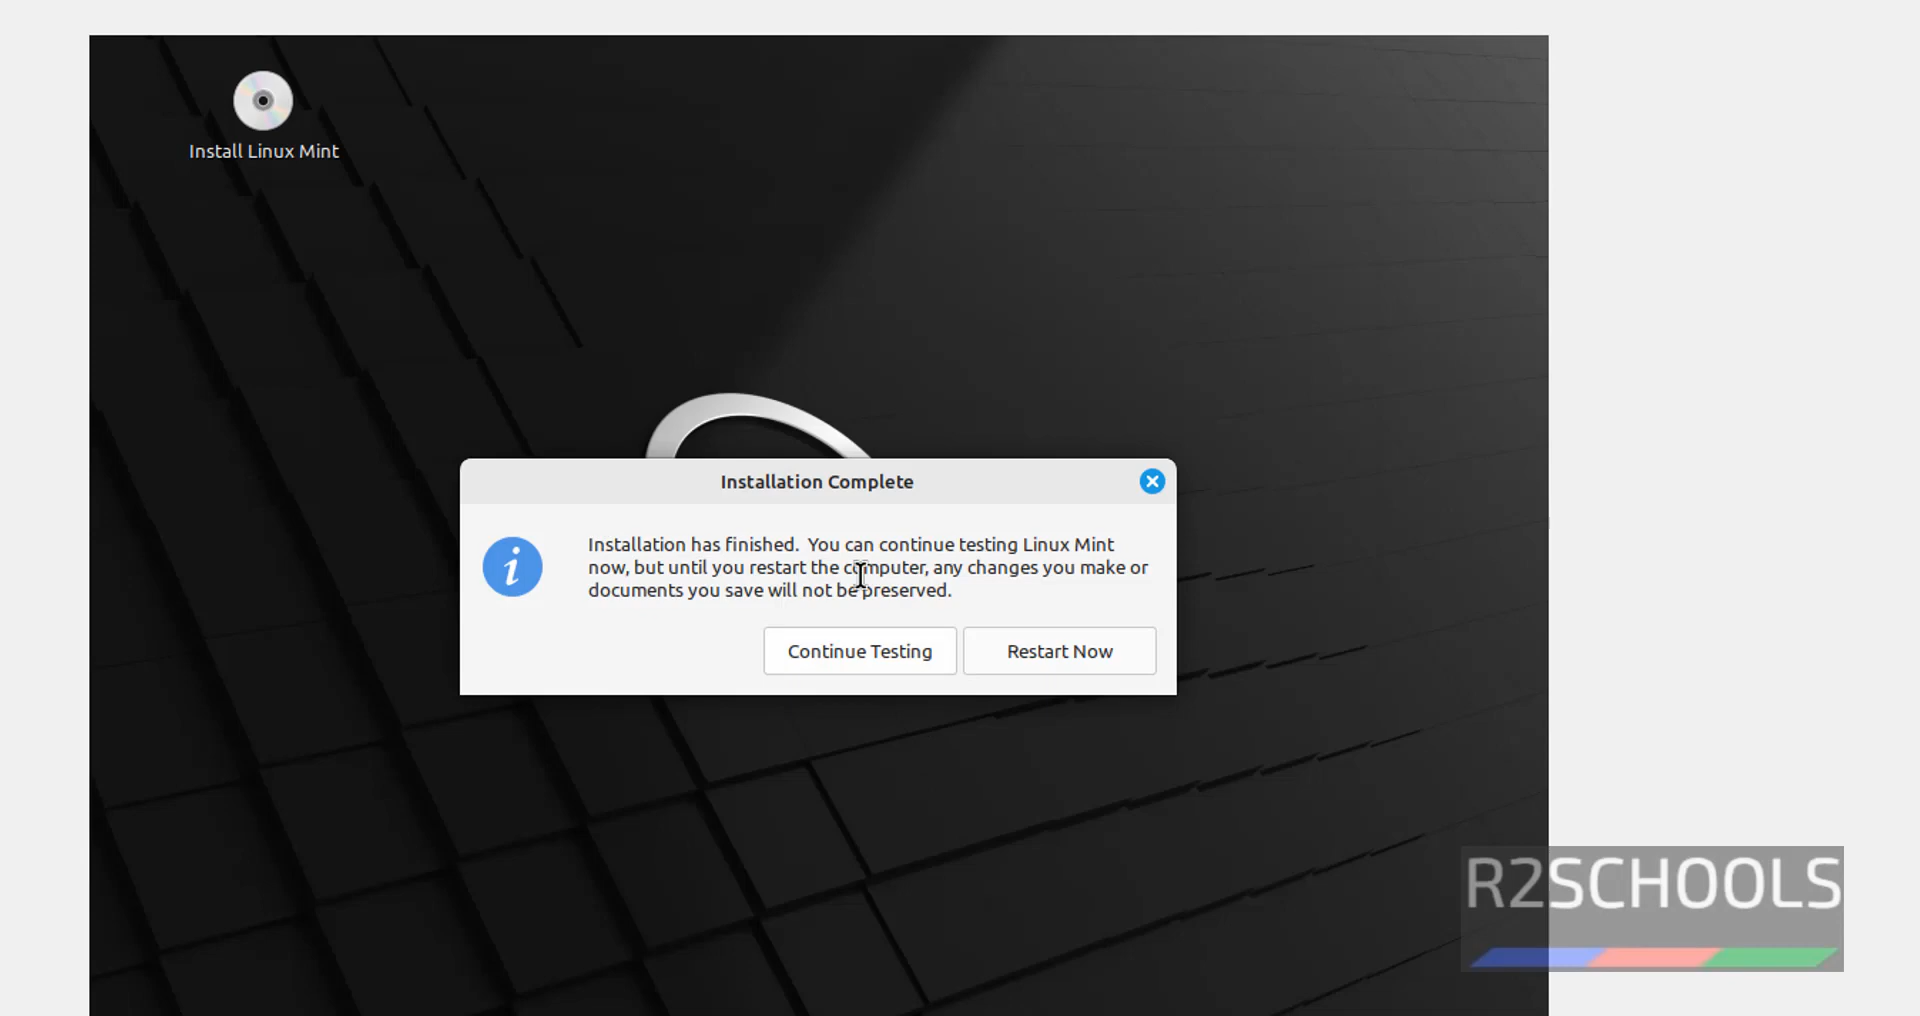 Install Linux Mint
Installation Complete
Installation has finished.  You can continue testing Linux Mint
now, but until you restart the computer, any changes you make or
documents you save will not be preserved.
Continue Testing
Restart Now
R2SCHOOLS